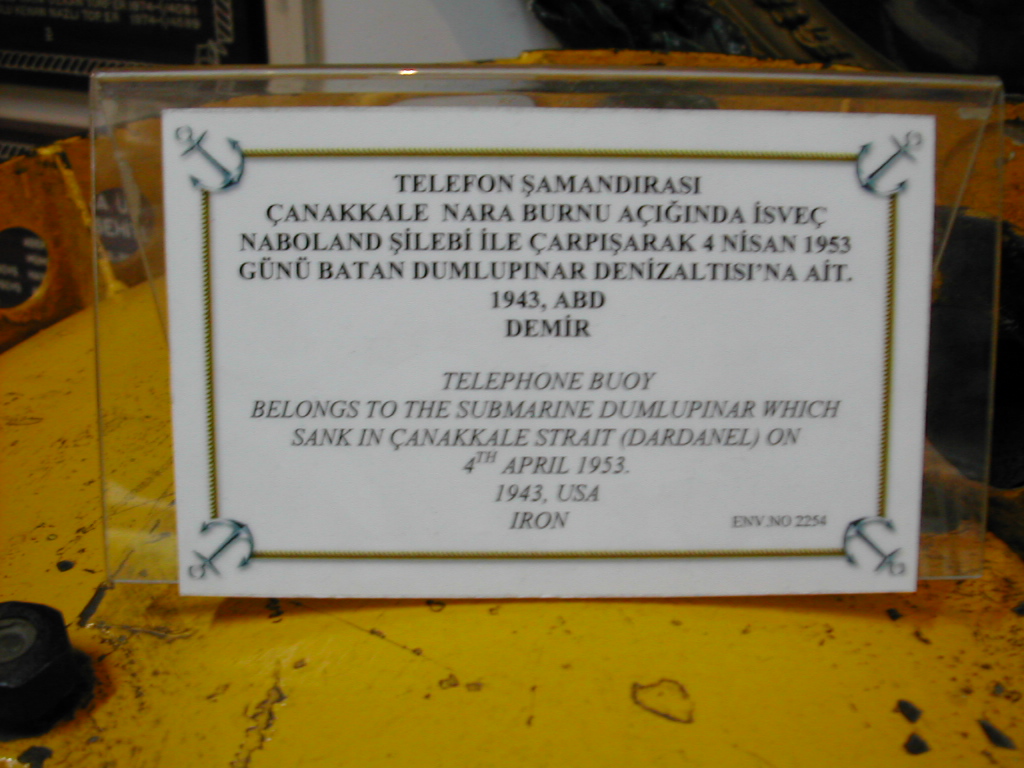 TELEFON ŞAMANDIRASI
ÇANAKKALE NARA BURNU AÇIĞINDA İSVEÇ
NABOLAND ŞİLEBİ İLE ÇARPIŞARAK 4 NİSAN 1953
GÜNÜ BATAN DUMLUPINAR DENİZALTISI'NA AİT.
1943, ABD
DEMİR
TELEPHONE BUOY
BELONGS TO THE SUBMARINE DUMLUPINAR WHICH
SANK IN ÇANAKKALE STRAIT (DARDANEL) ON
4TH APRIL 1953.
1943, USA
IRON
ENV.NO 2254